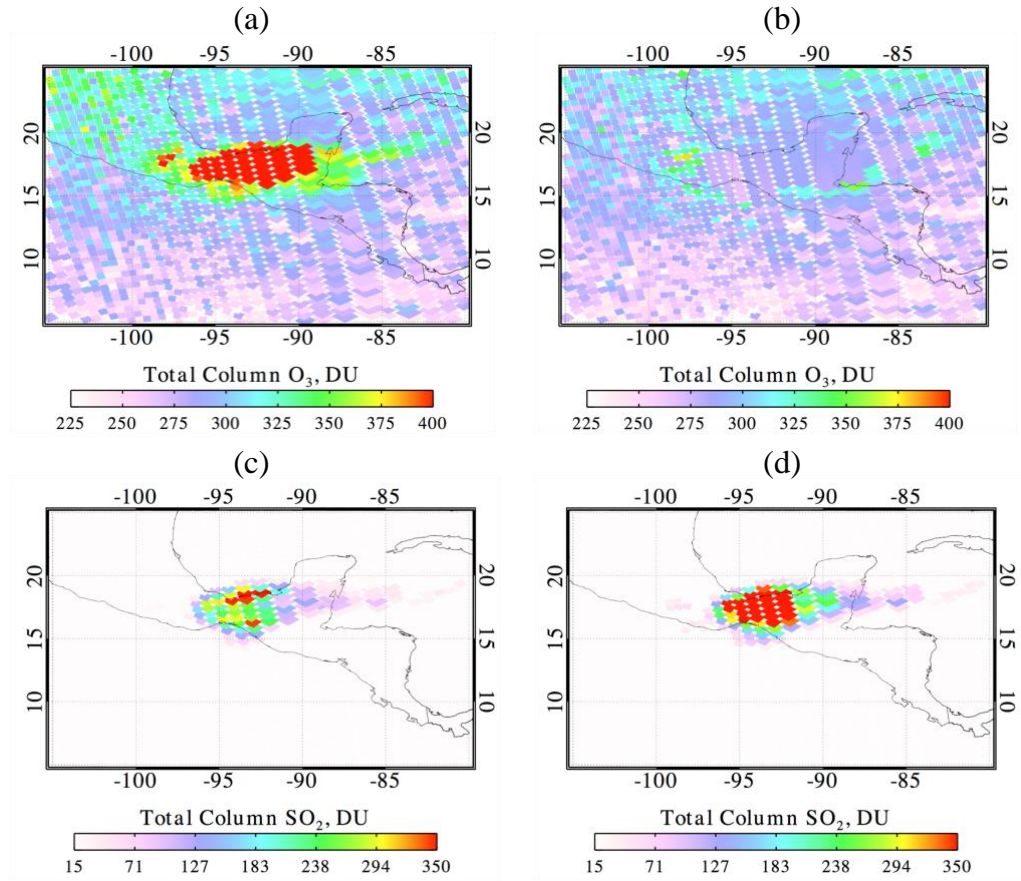 (a) (b)
-100 -95 -90 -85 -100 -95 -90 -85
20 20 20 20
15 15 15 15
10 10 10 10
-100 -95 -90 -85 -100 -95 -90 -85
Total Column O₃, DU Total Column O₃, DU
225 250 275 300 325 350 375 400 225 250 275 300 325 350 375 400
(c) (d)
-100 -95 -90 -85 -100 -95 -90 -85
20 20
15 15
10 10 10 10
-100 -95 -90 -85 -100 -95 -90 -85
Total Column SO₂, DU Total Column SO₂, DU
15 71 127 183 238 294 350 15 71 127 183 238 294 350